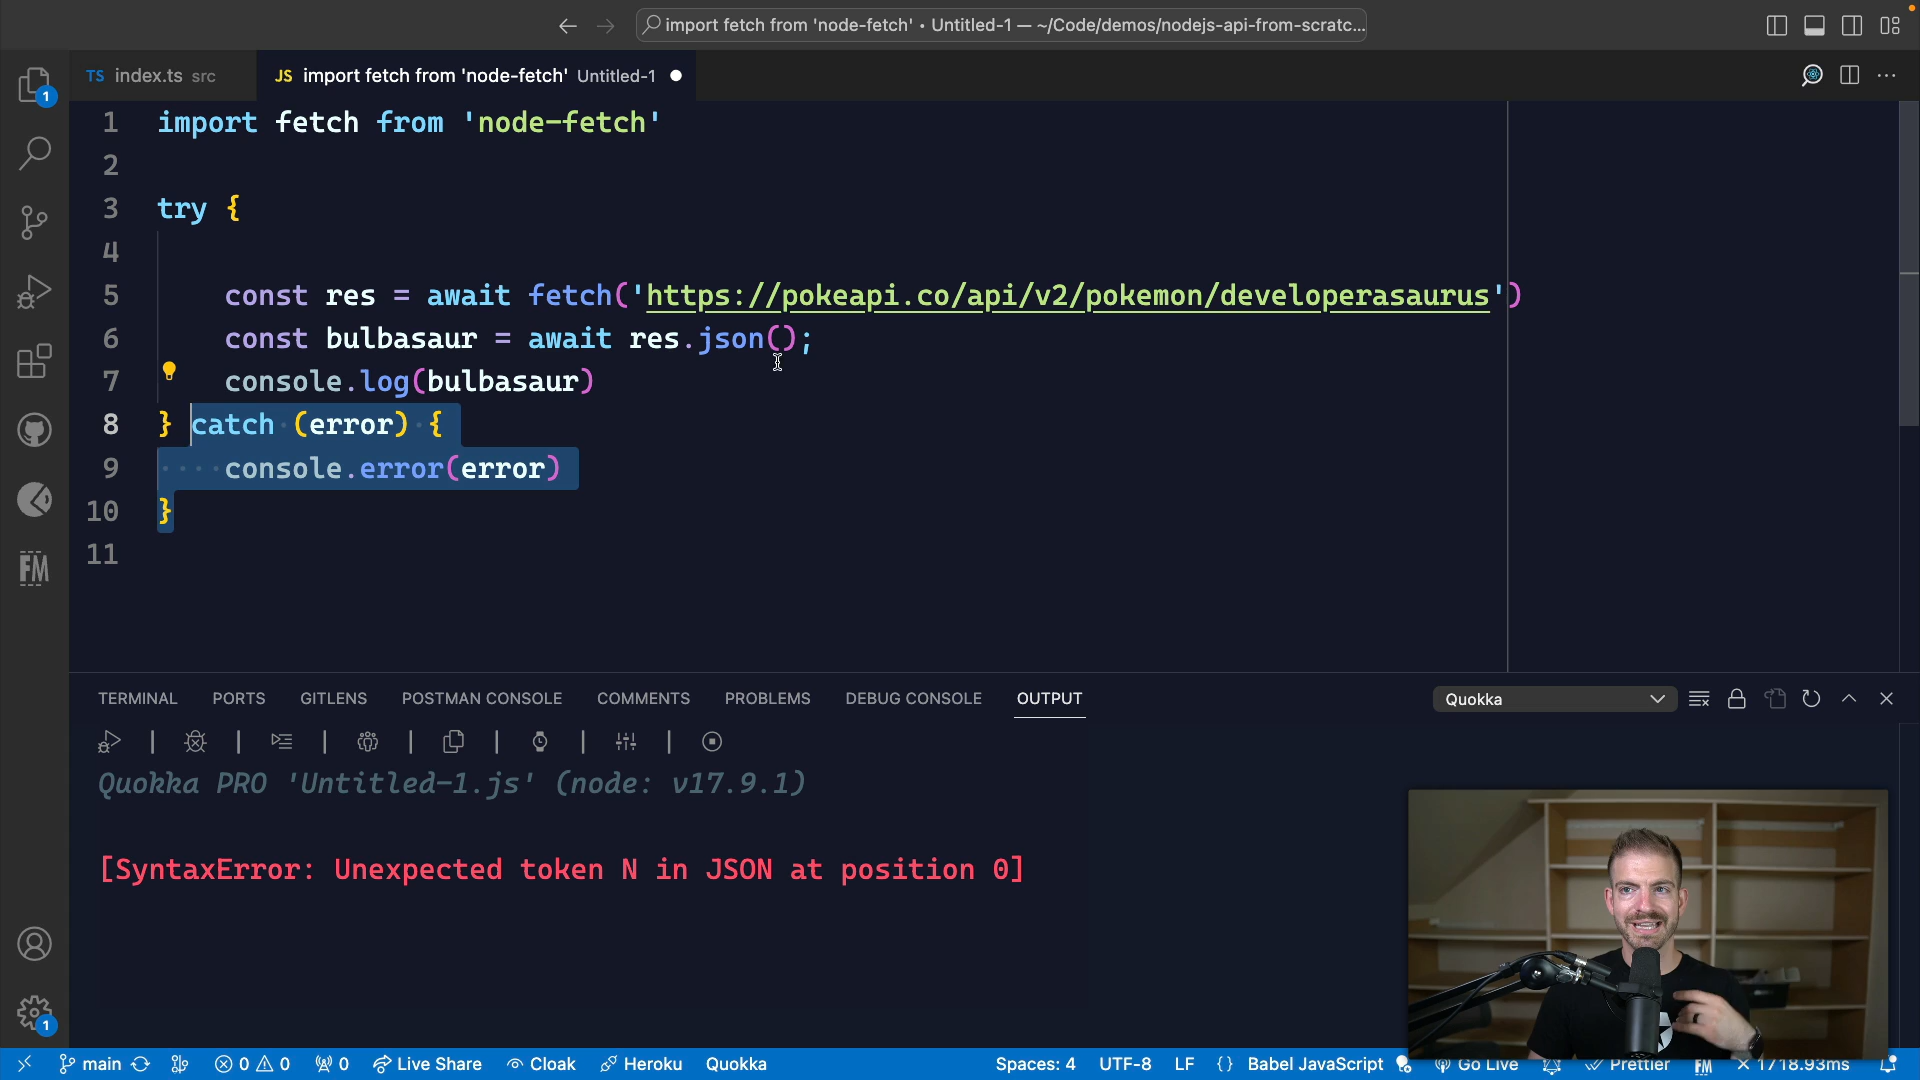 import fetch from 'node-fetch' • Untitled-1 — ~/Code/demos/nodejs-api-from-scratc...
TS index.ts src
JS import fetch from 'node-fetch' Untitled-1
1
1 import fetch from 'node-fetch'
2
3 try {
4
5 const res = await fetch('https://pokeapi.co/api/v2/pokemon/developerasaurus')
6 const bulbasaur = await res.json();
7 console.log(bulbasaur)
8 } catch (error) {
9 console.error(error)
10 }
11
FM
TERMINAL PORTS GITLENS POSTMAN CONSOLE COMMENTS PROBLEMS DEBUG CONSOLE OUTPUT
Quokka
Quokka PRO 'Untitled-1.js' (node: v17.9.1)
[SyntaxError: Unexpected token N in JSON at position 0]
1
main 0 0 0 Live Share Cloak Heroku Quokka Spaces: 4 UTF-8 LF {} Babel JavaScript Go Live Prettier FM × 1718.93ms